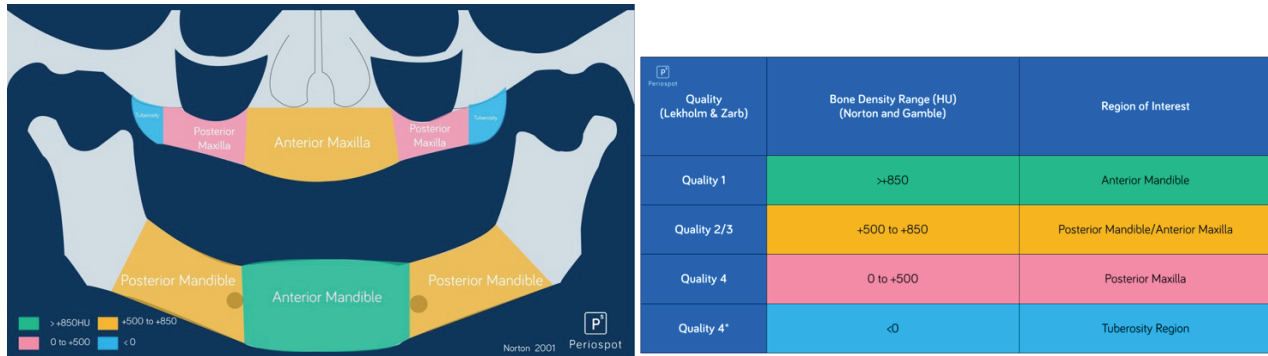 Tuberosity
Posterior
Maxilla
Anterior Maxilla
Posterior
Maxilla
Tuberosity
Posterior Mandible
Anterior Mandible
Posterior Mandible
> +850HU
+500 to +850
0 to +500
< 0
Norton 2001
P
s
Periospot
P
s
Periospot
Quality
(Lekholm & Zarb)
Bone Density Range (HU)
(Norton and Gamble)
Region of Interest
Quality 1
>+850
Anterior Mandible
Quality 2/3
+500 to +850
Posterior Mandible/Anterior Maxilla
Quality 4
0 to +500
Posterior Maxilla
Quality 4*
<0
Tuberosity Region